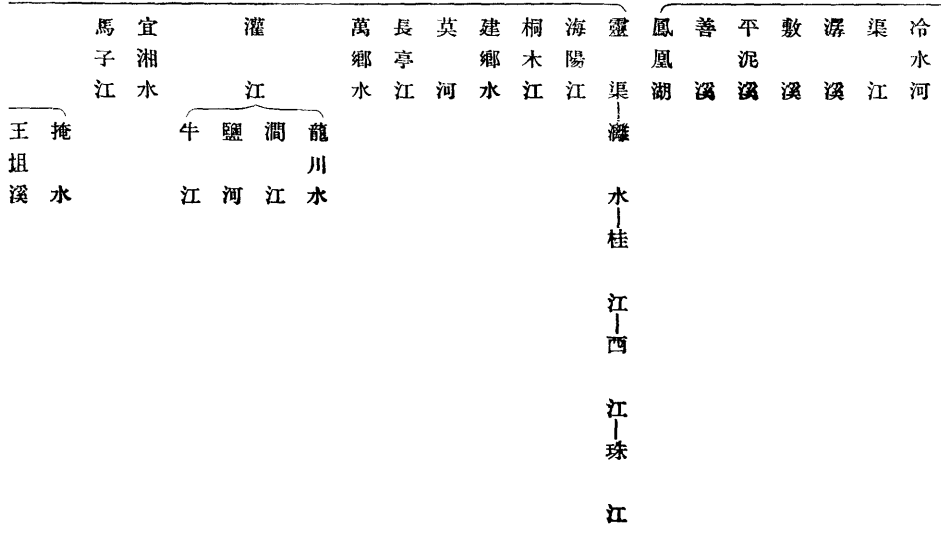 冷水河
渠江
潺溪
敷溪
平泥溪
善溪
鳳凰湖
靈渠—灕水—桂江—西江—珠江
海陽江
桐木江
建鄉水
莫河
長亭江
萬鄉水
灌江
龍川水
澗江
鹽河
牛江
宜湘水
馬子江
掩水
王徂溪